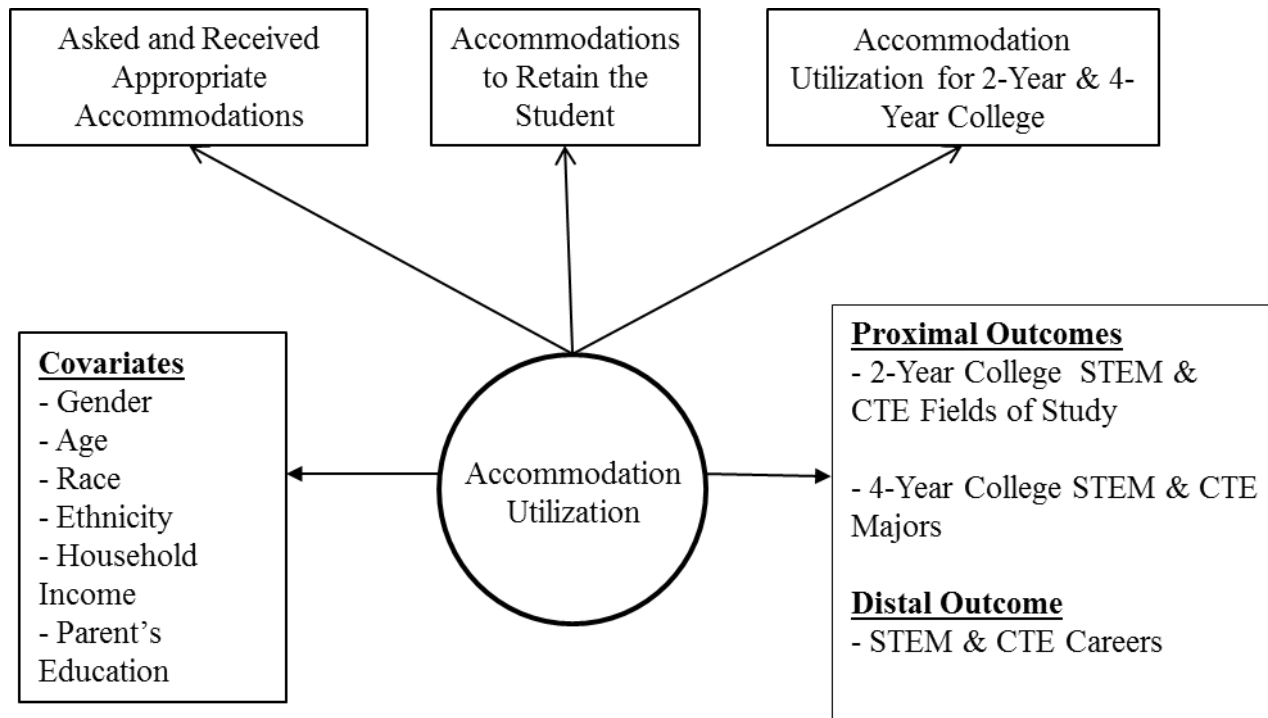 Asked and Received
Appropriate
Accommodations
Accommodations
to Retain the
Student
Accommodation
Utilization for 2-Year & 4-
Year College
Covariates
- Gender
- Age
- Race
- Ethnicity
- Household
Income
- Parent’s
Education
Accommodation
Utilization
Proximal Outcomes
- 2-Year College STEM &
CTE Fields of Study
- 4-Year College STEM & CTE
Majors
Distal Outcome
- STEM & CTE Careers